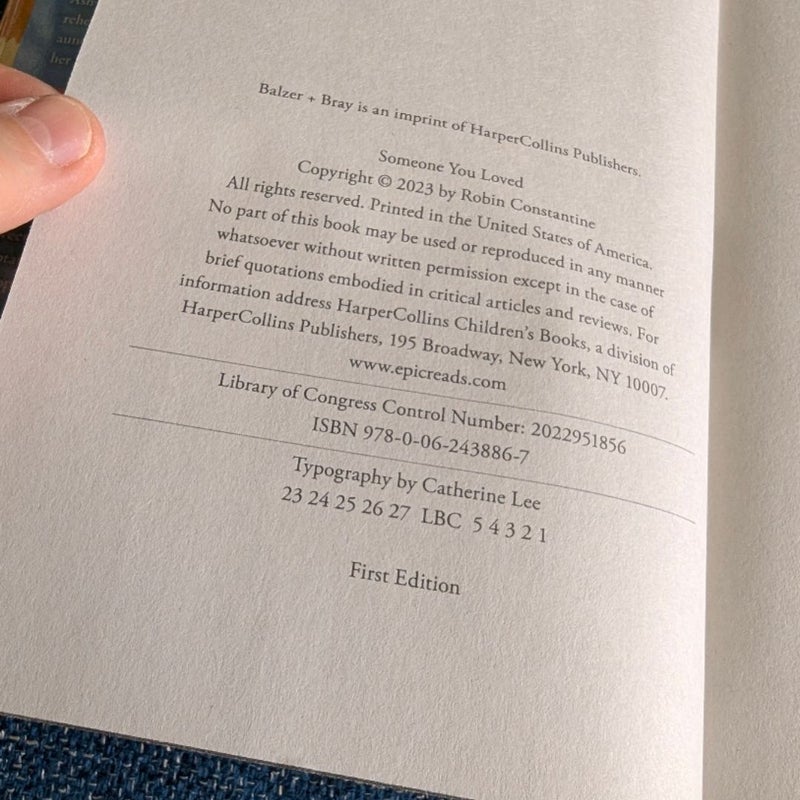 Balzer + Bray is an imprint of HarperCollins Publishers.
Someone You Loved
Copyright © 2023 by Robin Constantine
All rights reserved. Printed in the United States of America.
No part of this book may be used or reproduced in any manner
whatsoever without written permission except in the case of
brief quotations embodied in critical articles and reviews. For
information address HarperCollins Children's Books, a division of
HarperCollins Publishers, 195 Broadway, New York, NY 10007.
www.epicreads.com
Library of Congress Control Number: 2022951856
ISBN 978-0-06-243886-7
Typography by Catherine Lee
23 24 25 26 27 LBC 5 4 3 2 1
First Edition